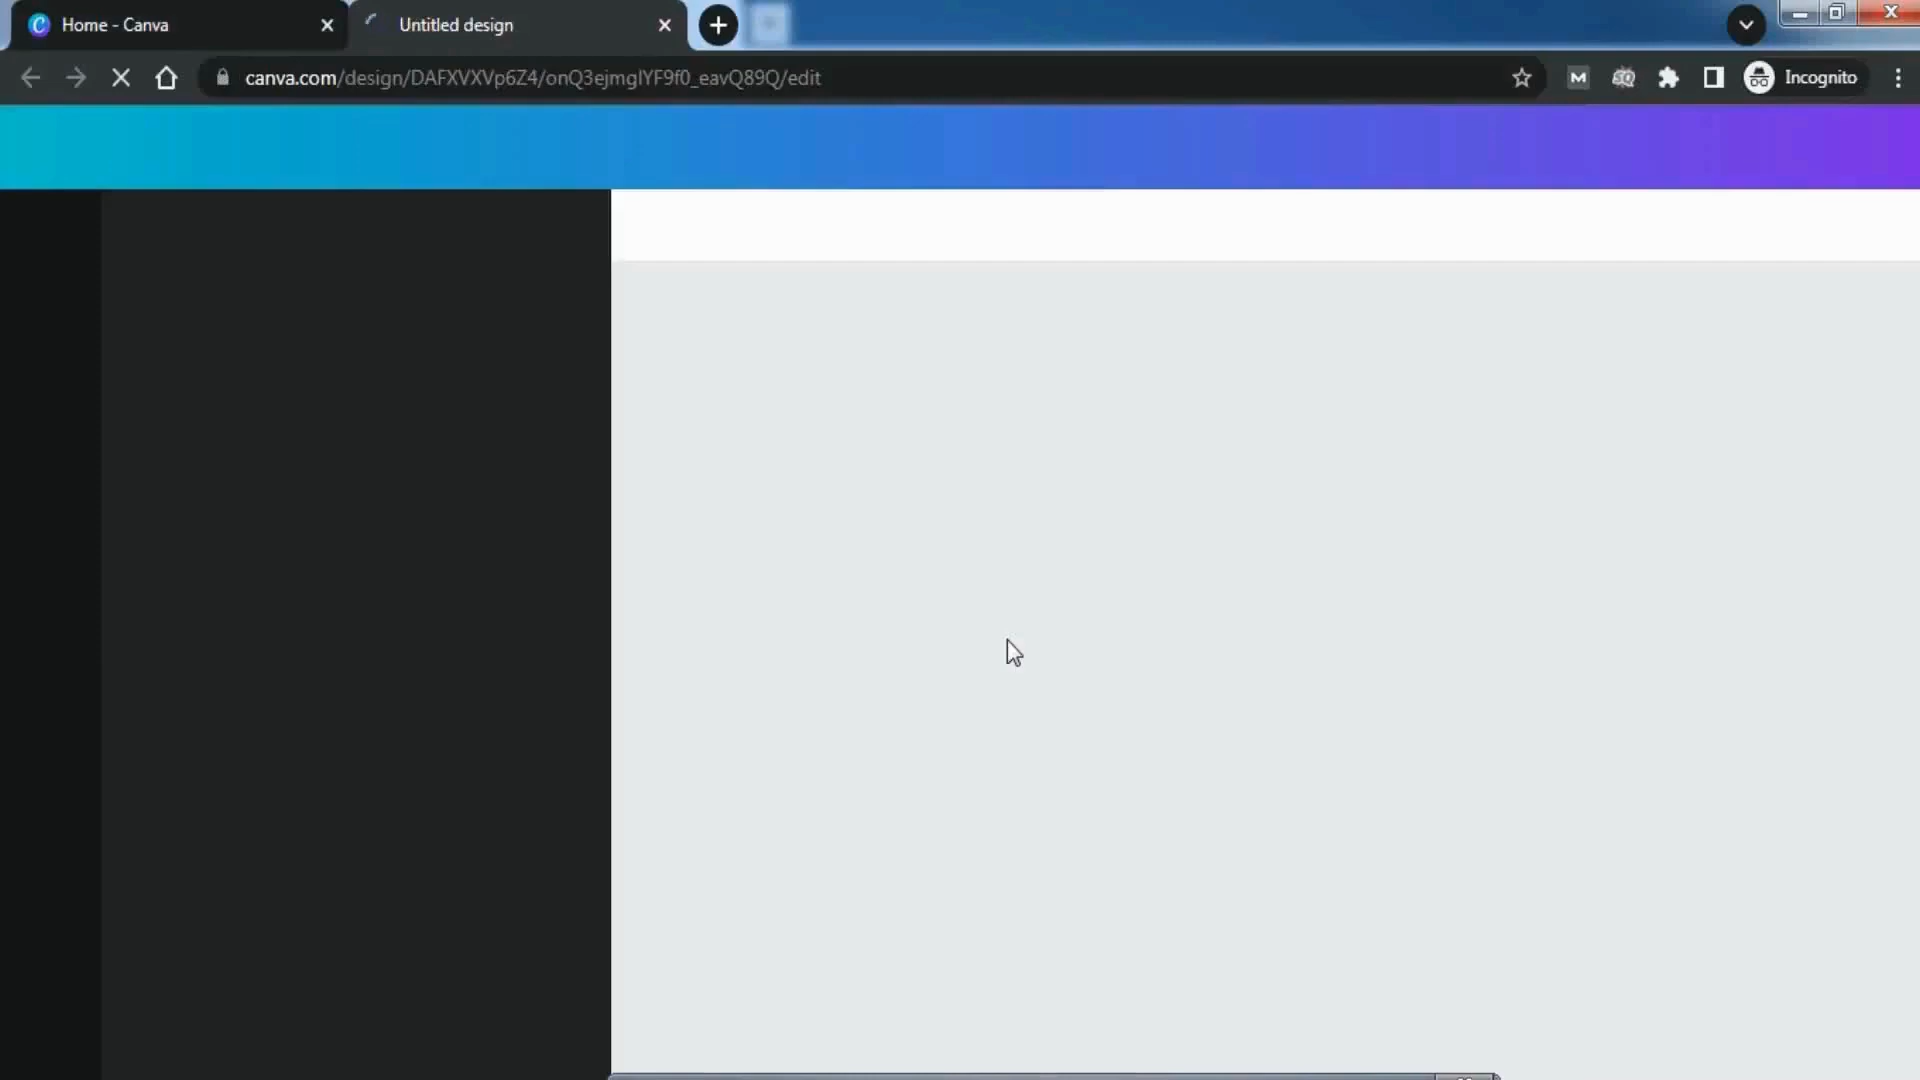 Home - Canva
Untitled design
canva.com/design/DAFXVXVp6Z4/onQ3ejmglYF9f0_eavQ89Q/edit
Incognito